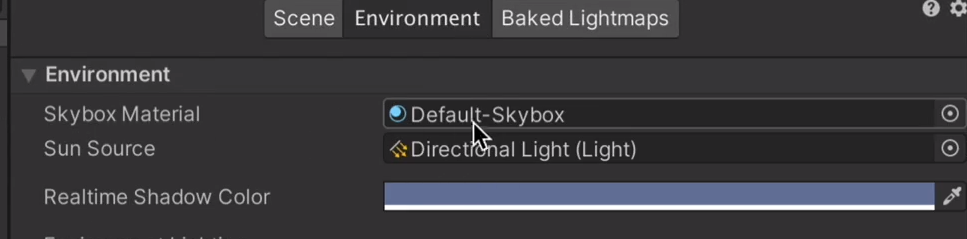 Scene Environment Baked Lightmaps
Environment
Skybox Material Default-Skybox
Sun Source Directional Light (Light)
Realtime Shadow Color